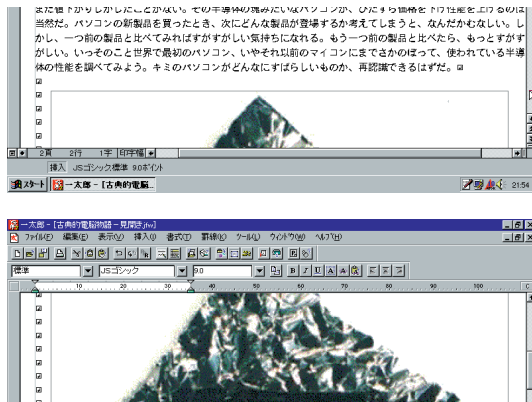 また値下がりしかしたことがない。その半導体の塊みたいなパソコンが、ひたすら価格を下げ性能を上げるのは
当然だ。パソコンの新製品を買ったとき、次にどんな製品が登場するか考えてしまうと、なんだかむなしい。し
かし、一つ前の製品と比べてみればすがすがしい気持ちになれる。もう一つ前の製品と比べたら、もっとすがす
がしい。いっそのこと世界で最初のパソコン、いやそれ以前のマイコンにまでさかのぼって、使われている半導
体の性能を調べてみよう。キミのパソコンがどんなにすばらしいものか、再認識できるはずだ。
2頁 2行 1字 印字幅
挿入 JSゴシック標準 9.0ポイント
スタート 一太郎 - [古典的電脳... 21:54
一太郎 - [古典的電脳物語－見開き.jfw]
ファイル(F) 編集(E) 表示(V) 挿入(I) 書式(T) 罫線(K) ツール(L) ウィンドウ(W) ヘルプ(H)
標準 JSゴシック 9.0 B I U A A
10 20 30 40 50 60 70 80 90 100